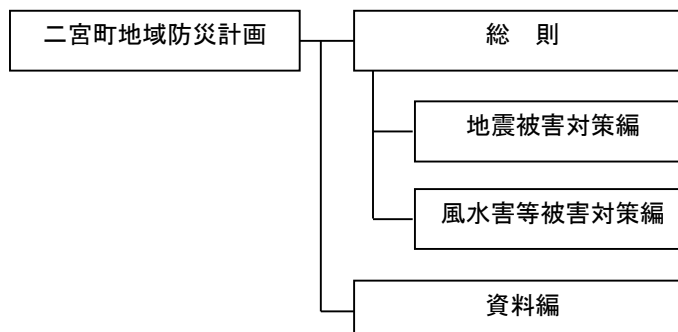 二宮町地域防災計画
総　則
地震被害対策編
風水害等被害対策編
資料編